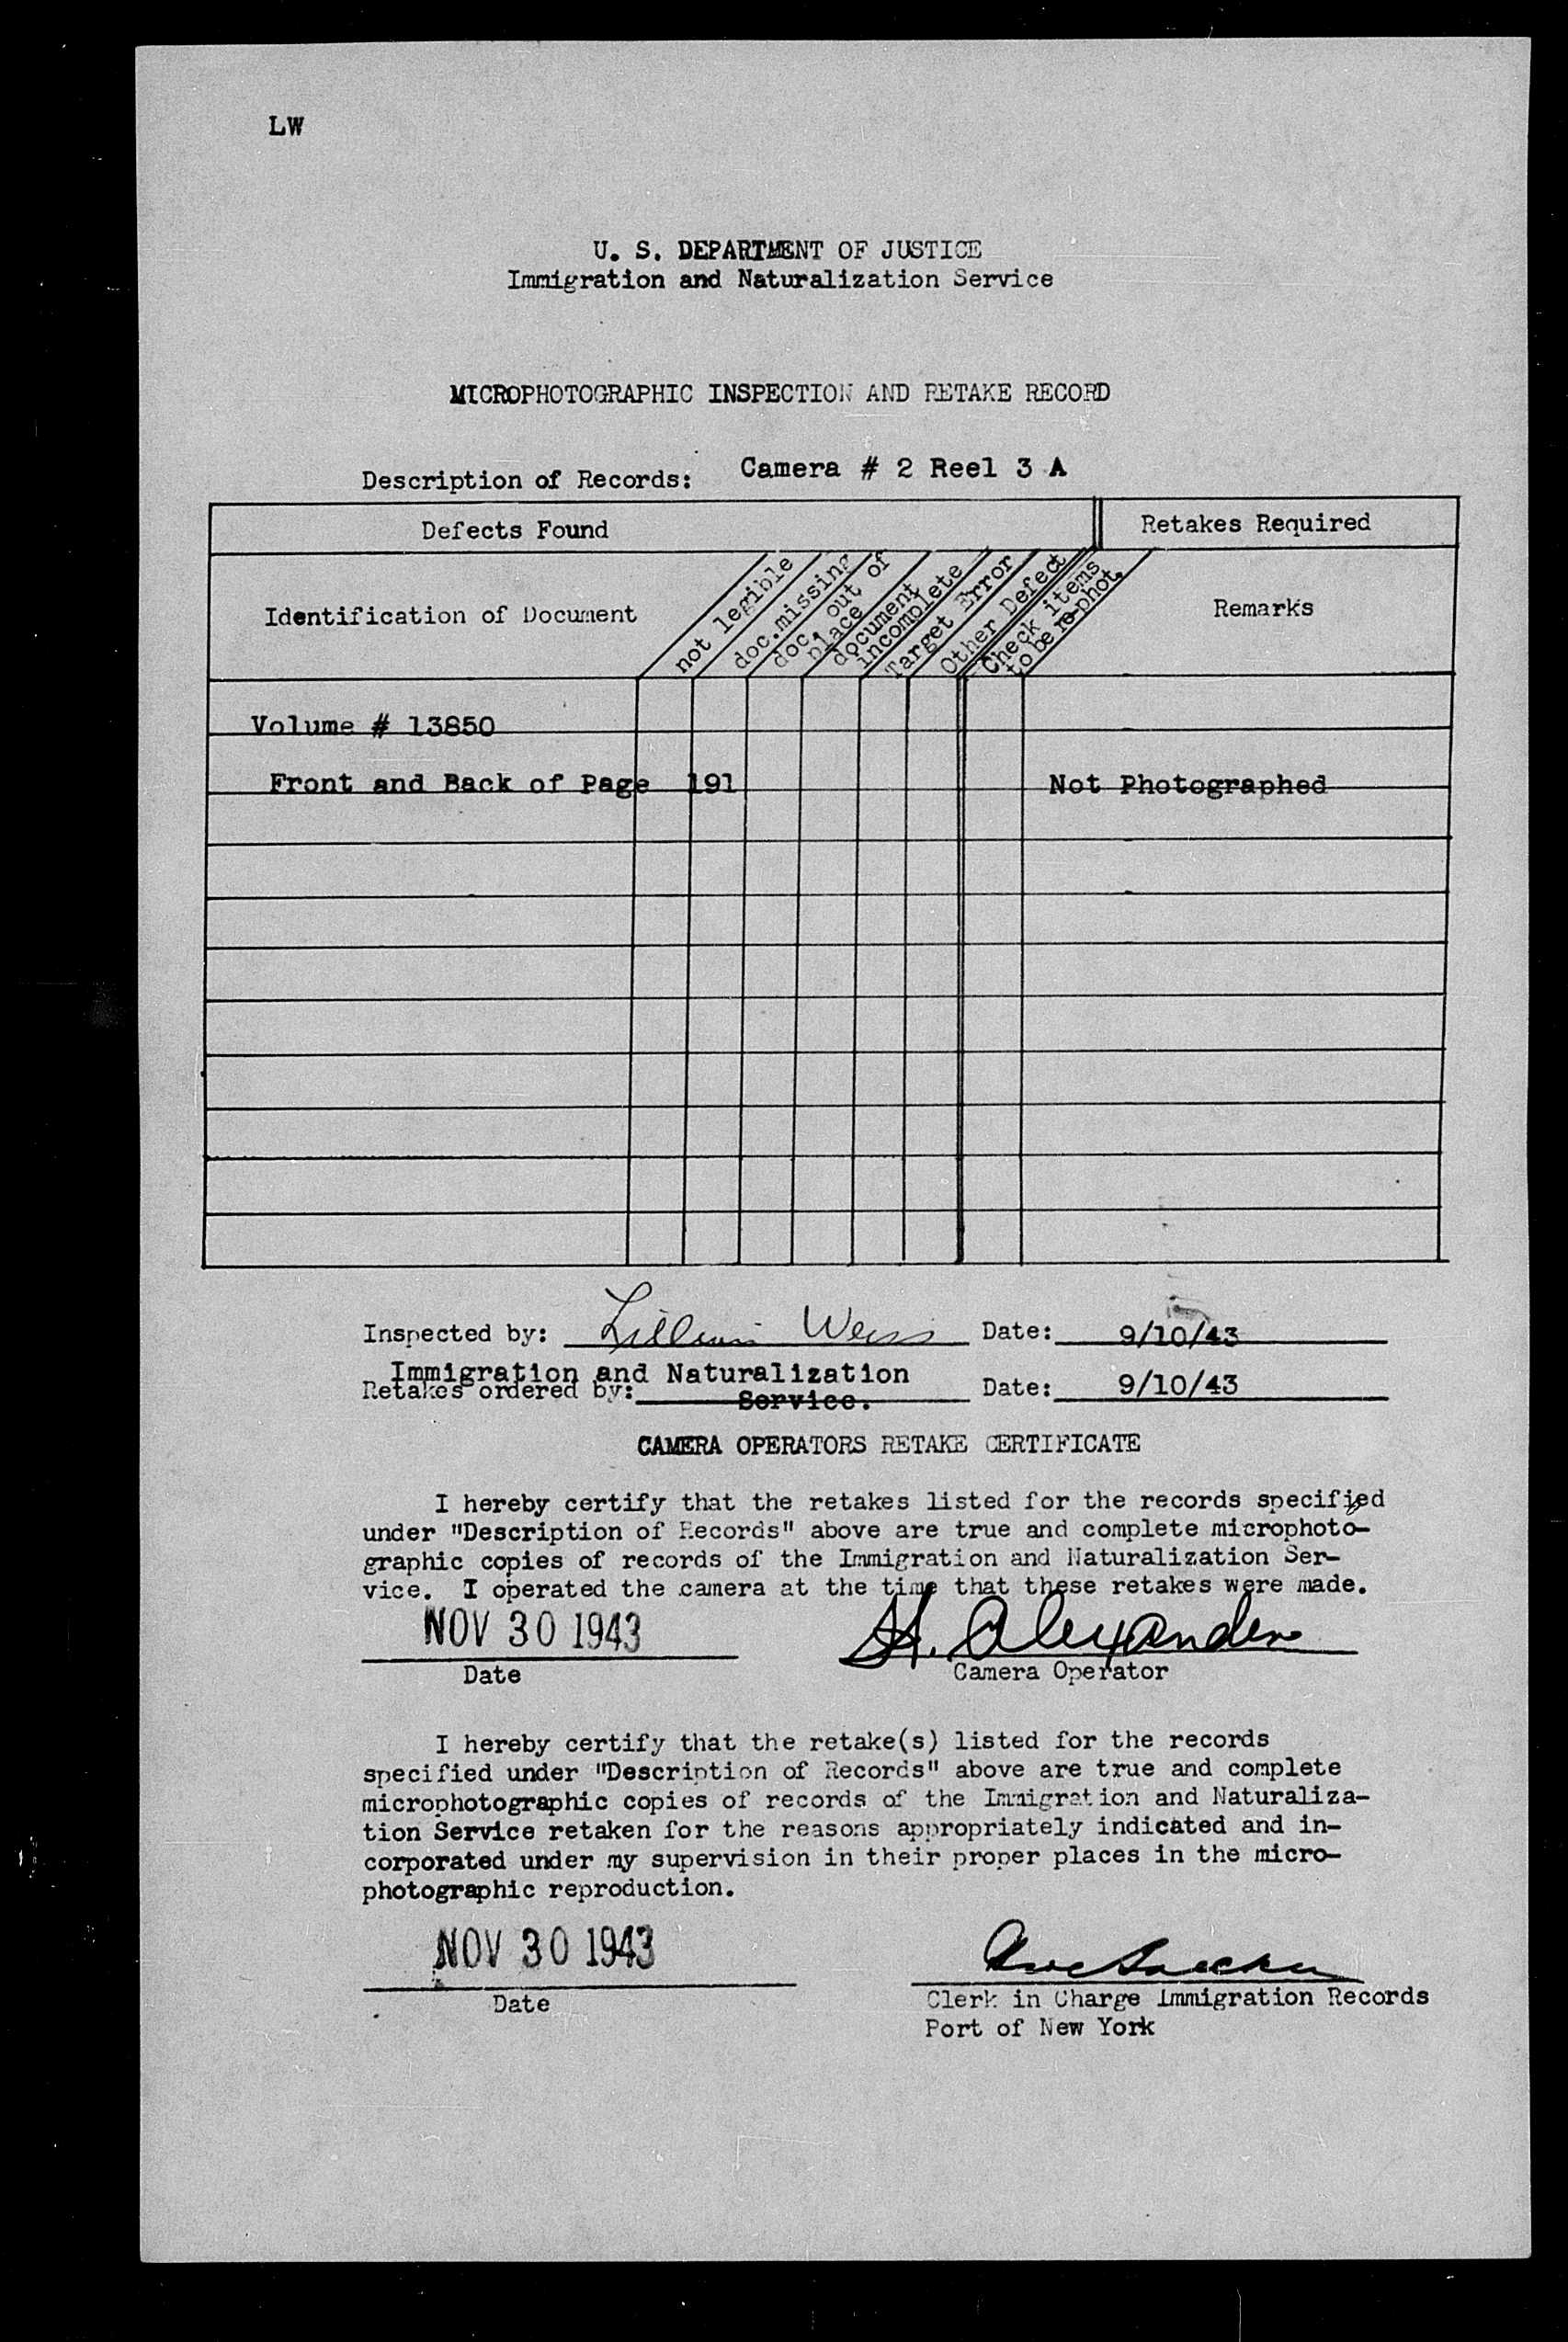 LW
U. S. DEPARTMENT OF JUSTICE
Immigration and Naturalization Service
MICROPHOTOGRAPHIC INSPECTION AND RETAKE RECORD
Description of Records: Camera # 2 Reel 3 A
Defects Found
Retakes Required
Identification of Document
not legible
doc.missing
doc. out of
place
document
incomplete
Target Error
Other Defect
Check items
to be re-phot.
Remarks
Volume # 13850
Front and Back of Page 191 Not Photographed
Inspected by: Lillian Weiss Date: 9/10/43
Immigration and Naturalization
Retakes ordered by: Service. Date: 9/10/43
CAMERA OPERATORS RETAKE CERTIFICATE
I hereby certify that the retakes listed for the records specified
under "Description of Records" above are true and complete microphoto-
graphic copies of records of the Immigration and Naturalization Ser-
vice. I operated the camera at the time that these retakes were made.
NOV 30 1943 H. Alexander
Date Camera Operator
I hereby certify that the retake(s) listed for the records
specified under "Description of Records" above are true and complete
microphotographic copies of records of the Immigration and Naturaliza-
tion Service retaken for the reasons appropriately indicated and in-
corporated under my supervision in their proper places in the micro-
photographic reproduction.
NOV 30 1943
Date
Clerk in Charge Immigration Records
Port of New York